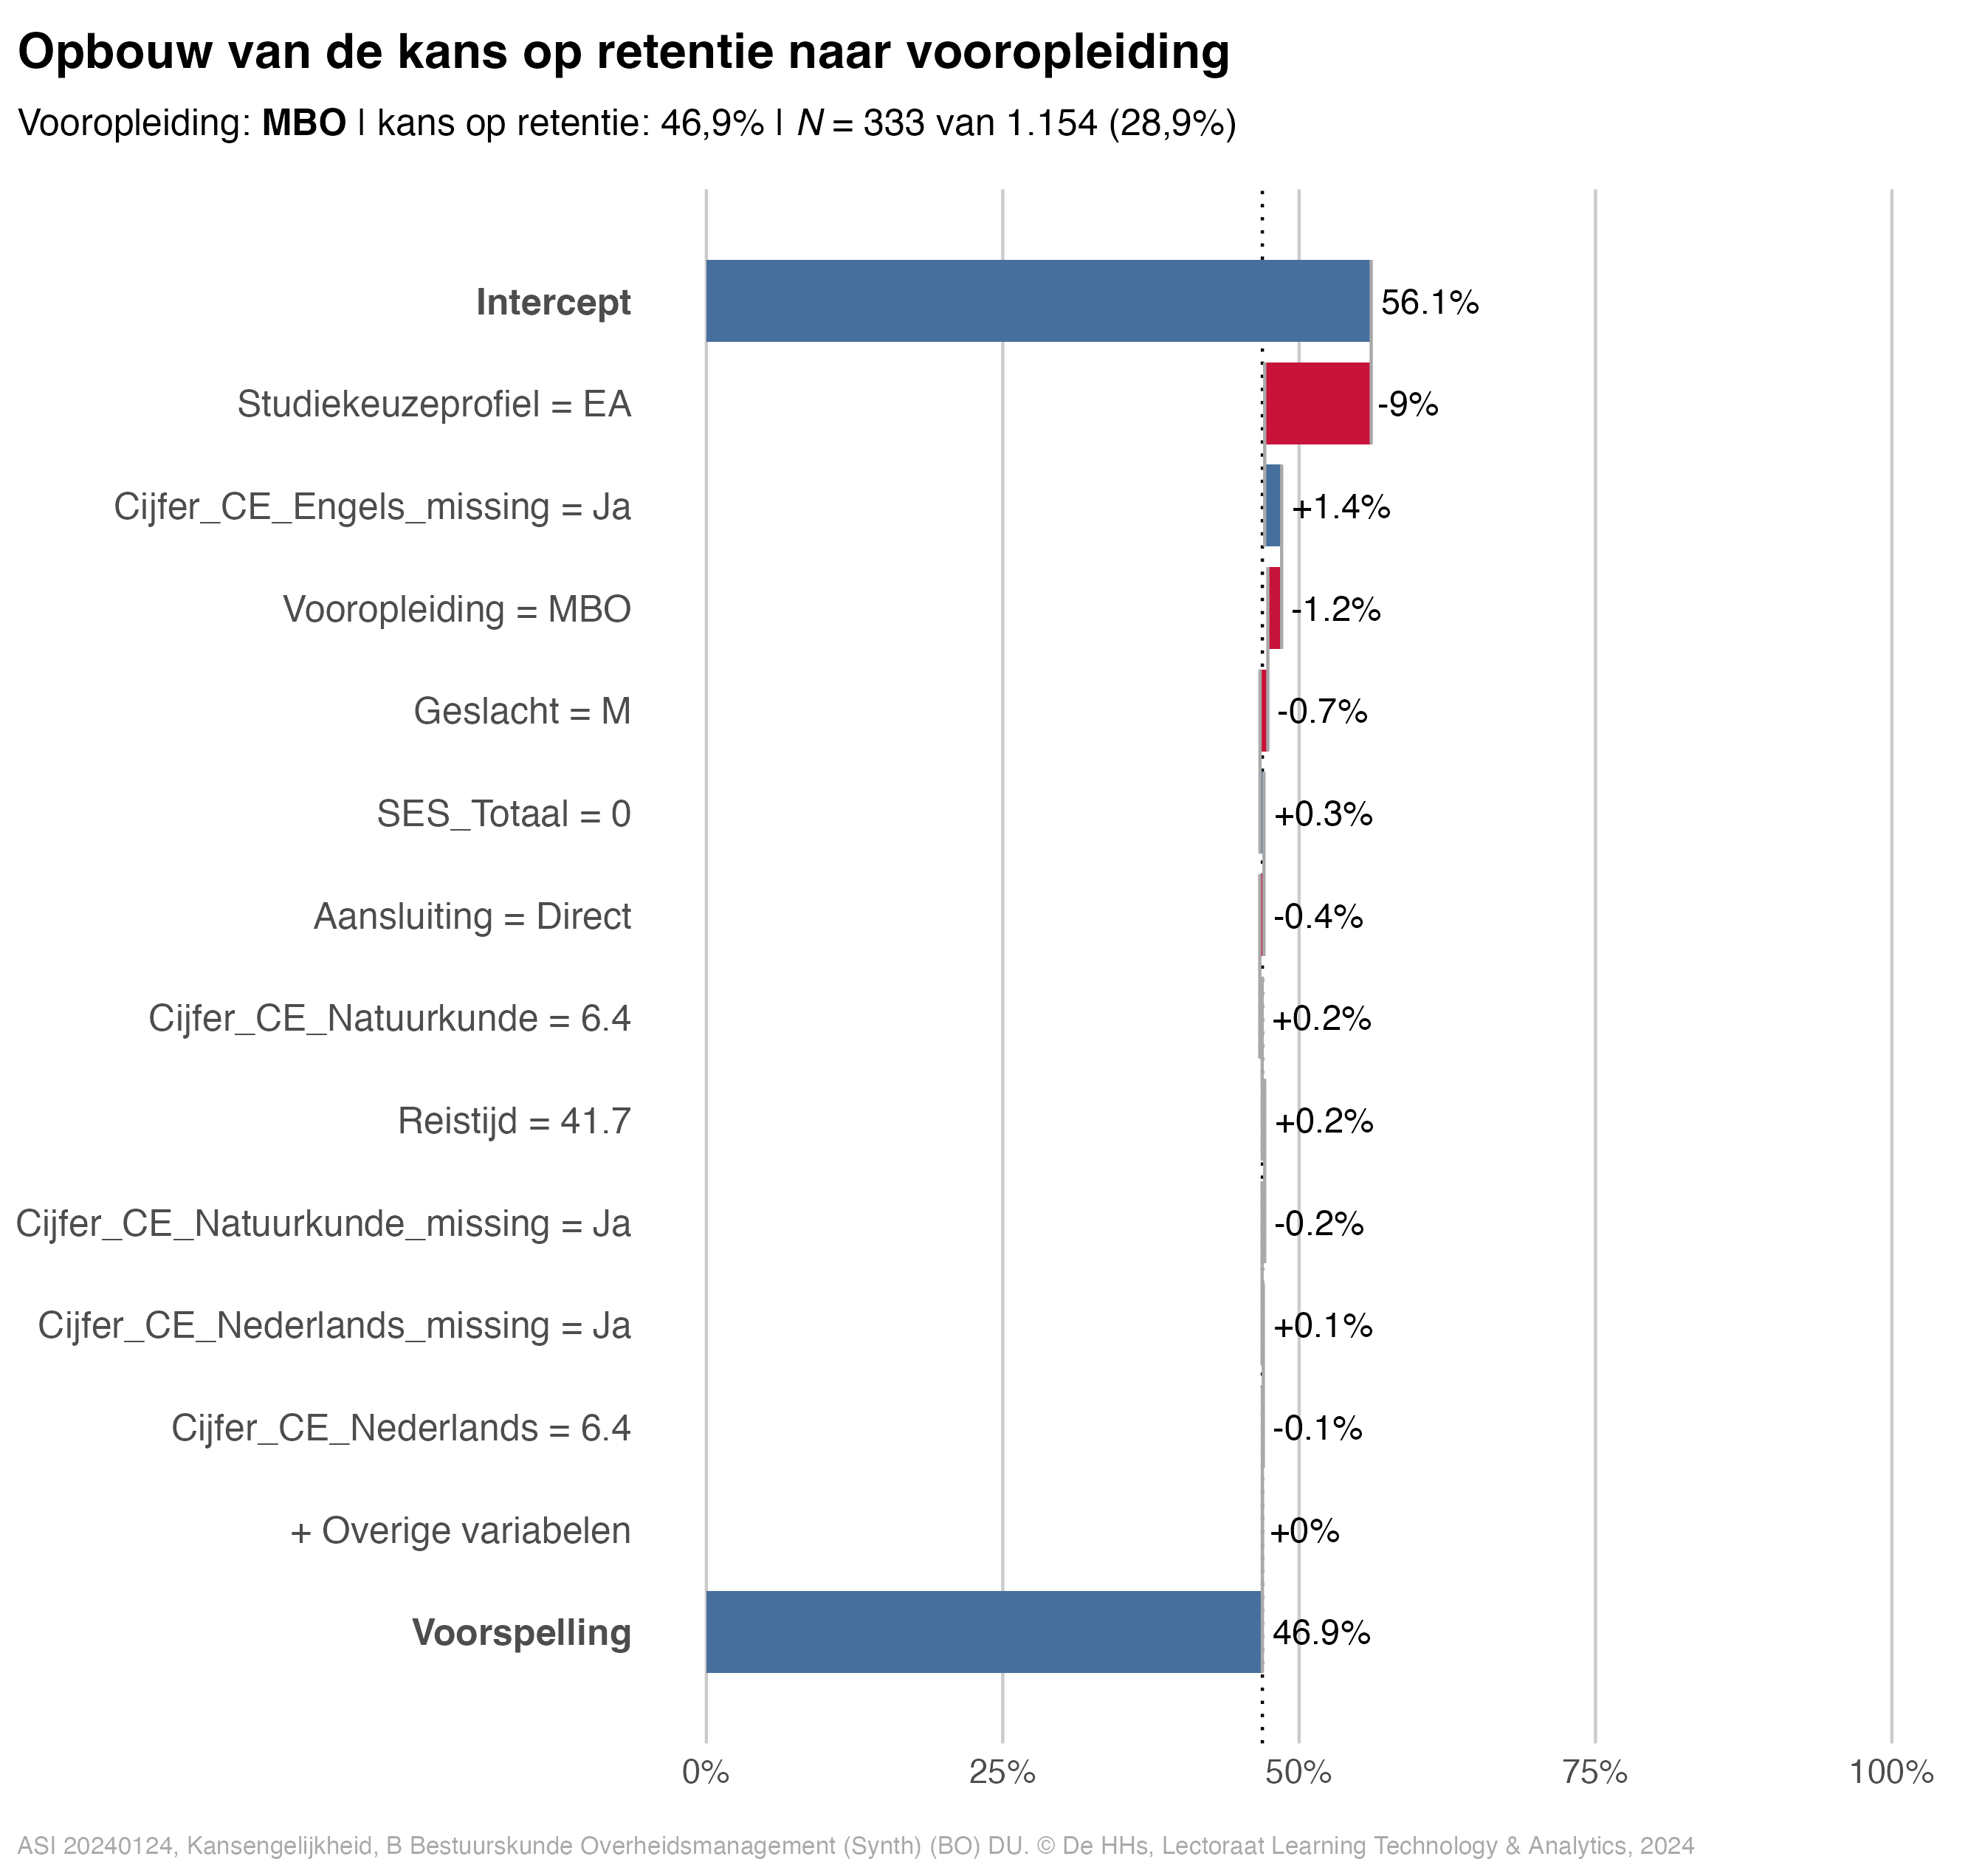 Opbouw van de kans op retentie naar vooropleiding
Vooropleiding: MBO | kans op retentie: 46,9% | N = 333 van 1.154 (28,9%)
Intercept 56.1%
Studiekeuzeprofiel = EA -9%
Cijfer_CE_Engels_missing = Ja +1.4%
Vooropleiding = MBO -1.2%
Geslacht = M -0.7%
SES_Totaal = 0 +0.3%
Aansluiting = Direct -0.4%
Cijfer_CE_Natuurkunde = 6.4 +0.2%
Reistijd = 41.7 +0.2%
Cijfer_CE_Natuurkunde_missing = Ja -0.2%
Cijfer_CE_Nederlands_missing = Ja +0.1%
Cijfer_CE_Nederlands = 6.4 -0.1%
+ Overige variabelen +0%
Voorspelling 46.9%
0% 25% 50% 75% 100%
ASI 20240124, Kansengelijkheid, B Bestuurskunde Overheidsmanagement (Synth) (BO) DU. © De HHs, Lectoraat Learning Technology & Analytics, 2024